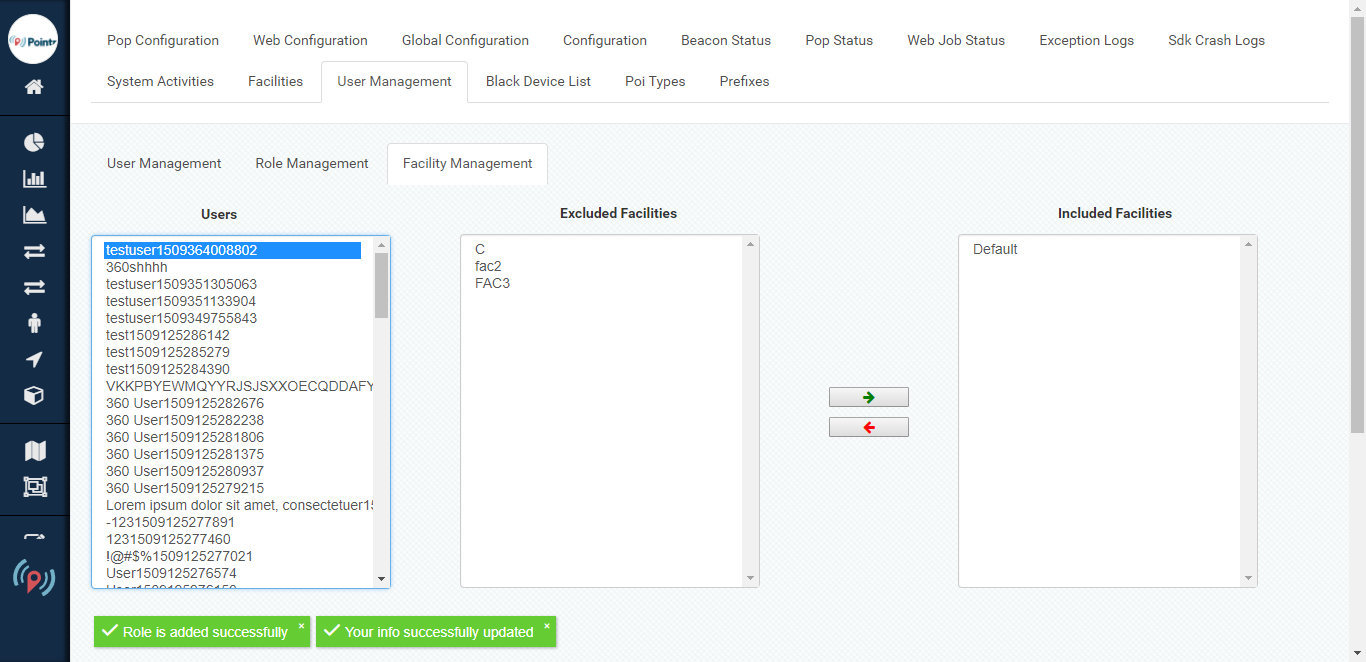 Pointr
Pop Configuration Web Configuration Global Configuration Configuration Beacon Status Pop Status Web Job Status Exception Logs Sdk Crash Logs
System Activities Facilities User Management Black Device List Poi Types Prefixes
User Management Role Management Facility Management
Users
testuser1509364008802
360shhhh
testuser1509351305063
testuser1509351133904
testuser1509349755843
test1509125286142
test1509125285279
test1509125284390
VKKPBYEWMQYYRJSJSXXOECQDDAFY
360 User1509125282676
360 User1509125282238
360 User1509125281806
360 User1509125281375
360 User1509125280937
360 User1509125279215
Lorem ipsum dolor sit amet, consectetuer15
-1231509125277891
1231509125277460
!@#$%1509125277021
User1509125276574
Excluded Facilities
C
fac2
FAC3
Included Facilities
Default
Role is added successfully ×
Your info successfully updated ×